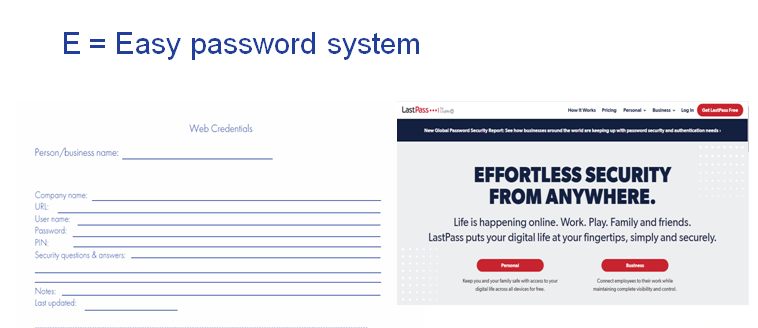 E = Easy password system
Web Credentials
Person/business name:
Company name:
URL:
User name:
Password:
PIN:
Security questions & answers:
Notes:
Last updated:
LastPass
How It Works Pricing Personal Business Log In Get LastPass Free
New Global Password Security Report: See how businesses around the world are keeping up with password security and authentication needs ›
EFFORTLESS SECURITY
FROM ANYWHERE.
Life is happening online. Work. Play. Family and friends.
LastPass puts your digital life at your fingertips, simply and securely.
Personal
Keep you and your family safe with access to your
digital life across all devices for free.
Business
Connect employees to their work while
maintaining complete visibility and control.